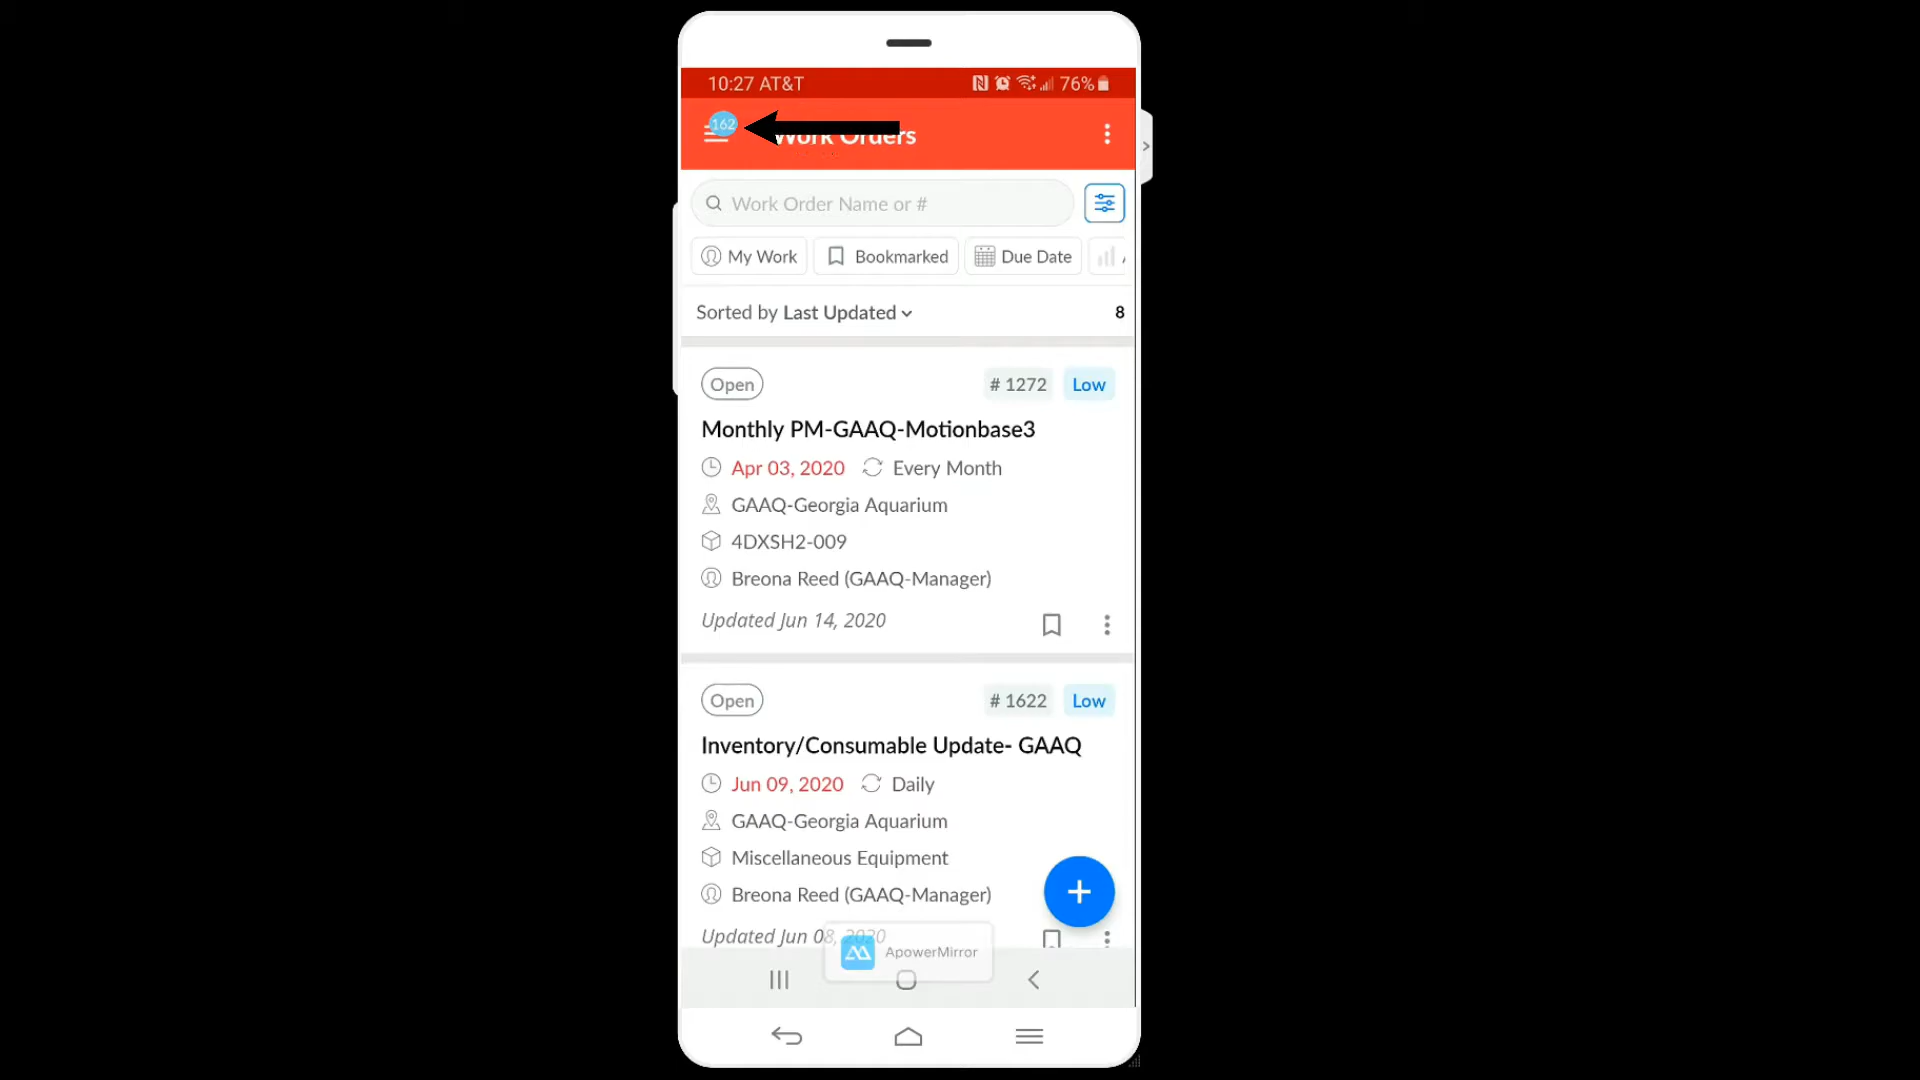 10:27 AT&T 76%
162
Work Orders
Work Order Name or #
My Work Bookmarked Due Date
Sorted by Last Updated 8
Open # 1272 Low
Monthly PM-GAAQ-Motionbase3
Apr 03, 2020 Every Month
GAAQ-Georgia Aquarium
4DXSH2-009
Breona Reed (GAAQ-Manager)
Updated Jun 14, 2020
Open # 1622 Low
Inventory/Consumable Update- GAAQ
Jun 09, 2020 Daily
GAAQ-Georgia Aquarium
Miscellaneous Equipment
Breona Reed (GAAQ-Manager)
Updated Jun 08, 2020
ApowerMirror